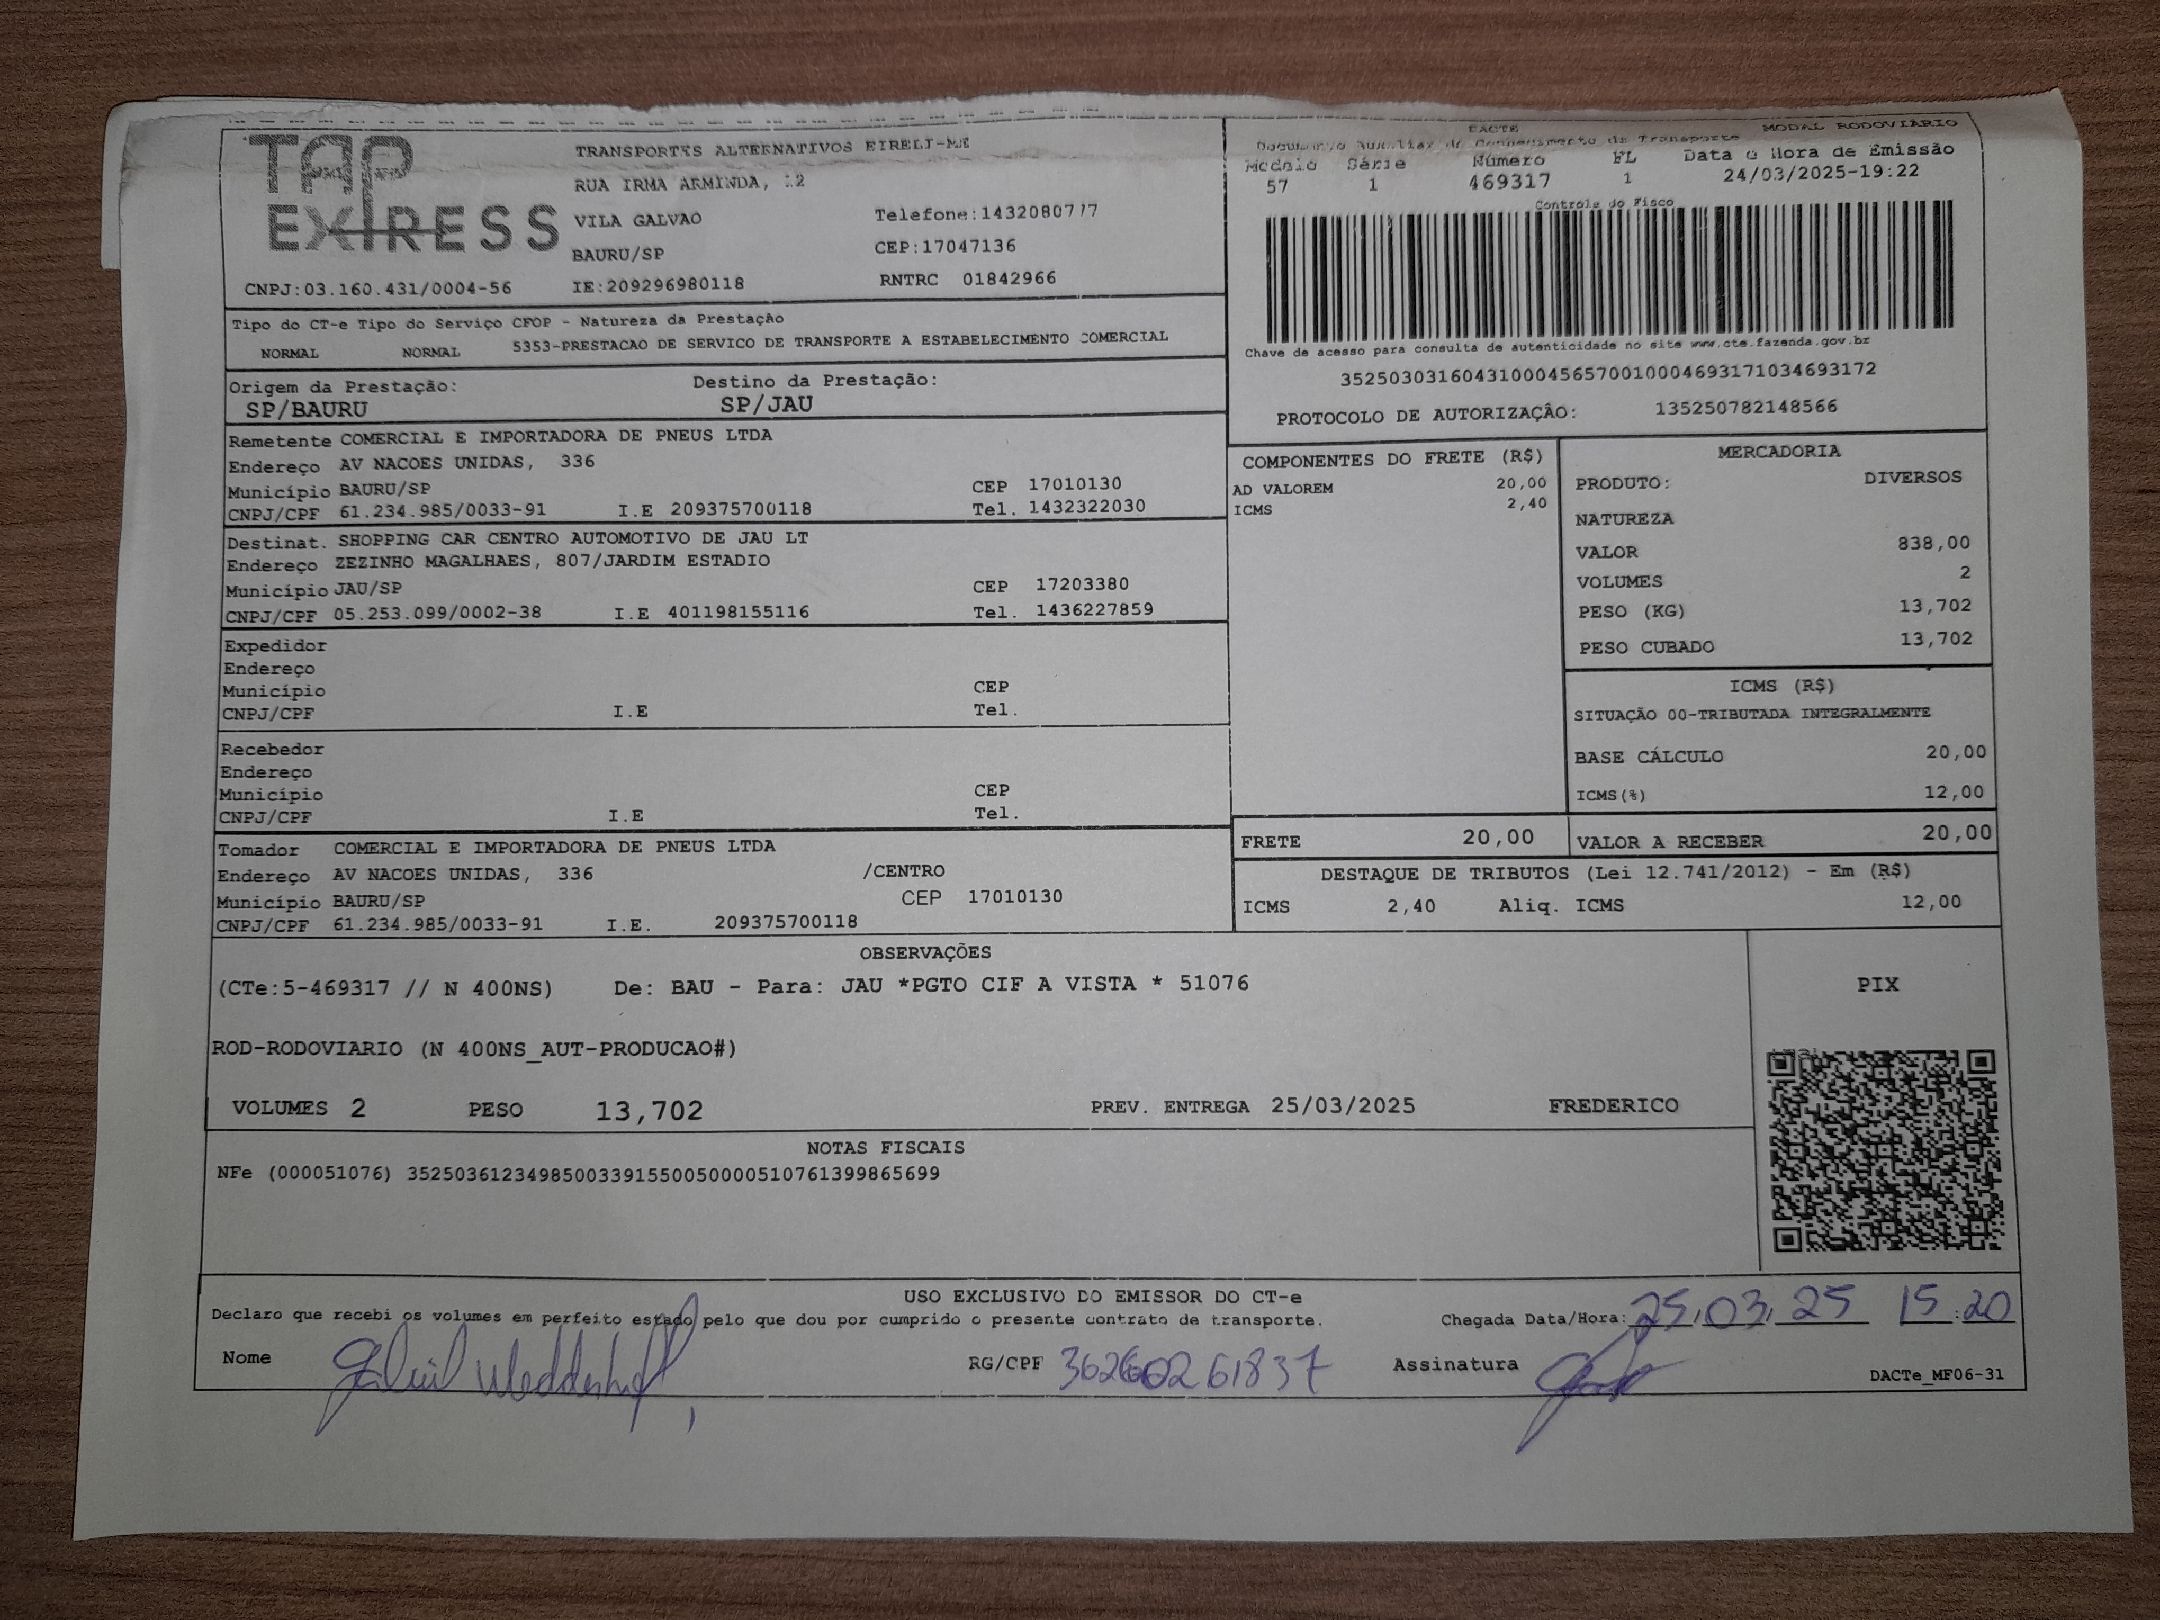 TAP
EXPRESS
TRANSPORTES ALTERNATIVOS EIRELI-ME
RUA IRMA ARMINDA, 12
VILA GALVAO Telefone:1432080777
BAURU/SP CEP:17047136
CNPJ:03.160.431/0004-56 IE:209296980118 RNTRC 01842966
DACTE MODAL RODOVIARIO
Documento Auxiliar do Conhecimento de Transporte
Modelo Série Número FL Data e Hora de Emissão
57 1 469317 1 24/03/2025-19:22
Controle do Fisco
Chave de acesso para consulta de autenticidade no site www.cte.fazenda.gov.br
35250303160431000456570010004693171034693172
PROTOCOLO DE AUTORIZAÇÃO: 135250782148566
Tipo do CT-e Tipo do Serviço CFOP - Natureza da Prestação
NORMAL NORMAL 5353-PRESTACAO DE SERVICO DE TRANSPORTE A ESTABELECIMENTO COMERCIAL
Origem da Prestação: Destino da Prestação:
SP/BAURU SP/JAU
Remetente COMERCIAL E IMPORTADORA DE PNEUS LTDA
Endereço AV NACOES UNIDAS, 336
Município BAURU/SP CEP 17010130
CNPJ/CPF 61.234.985/0033-91 I.E 209375700118 Tel. 1432322030
Destinat. SHOPPING CAR CENTRO AUTOMOTIVO DE JAU LT
Endereço ZEZINHO MAGALHAES, 807/JARDIM ESTADIO
Município JAU/SP CEP 17203380
CNPJ/CPF 05.253.099/0002-38 I.E 401198155116 Tel. 1436227859
Expedidor
Endereço
Município CEP
CNPJ/CPF I.E Tel.
Recebedor
Endereço
Município CEP
CNPJ/CPF I.E Tel.
Tomador COMERCIAL E IMPORTADORA DE PNEUS LTDA
Endereço AV NACOES UNIDAS, 336 /CENTRO
Município BAURU/SP CEP 17010130
CNPJ/CPF 61.234.985/0033-91 I.E. 209375700118
COMPONENTES DO FRETE (R$)
AD VALOREM 20,00
ICMS 2,40
MERCADORIA
PRODUTO: DIVERSOS
NATUREZA
VALOR 838,00
VOLUMES 2
PESO (KG) 13,702
PESO CUBADO 13,702
ICMS (R$)
SITUAÇÃO 00-TRIBUTADA INTEGRALMENTE
BASE CÁLCULO 20,00
ICMS(%) 12,00
FRETE 20,00 VALOR A RECEBER 20,00
DESTAQUE DE TRIBUTOS (Lei 12.741/2012) - Em (R$)
ICMS 2,40 Aliq. ICMS 12,00
OBSERVAÇÕES
(CTe:5-469317 // N 400NS) De: BAU - Para: JAU *PGTO CIF A VISTA * 51076
ROD-RODOVIARIO (N 400NS_AUT-PRODUCAO#)
VOLUMES 2 PESO 13,702 PREV. ENTREGA 25/03/2025 FREDERICO
PIX
NOTAS FISCAIS
NFe (000051076) 35250361234985003391550050000510761399865699
USO EXCLUSIVO DO EMISSOR DO CT-e
Declaro que recebi os volumes em perfeito estado pelo que dou por cumprido o presente contrato de transporte.
Chegada Data/Hora: 25/03/25 15:20
Nome RG/CPF Assinatura
DACTe_MF06-31